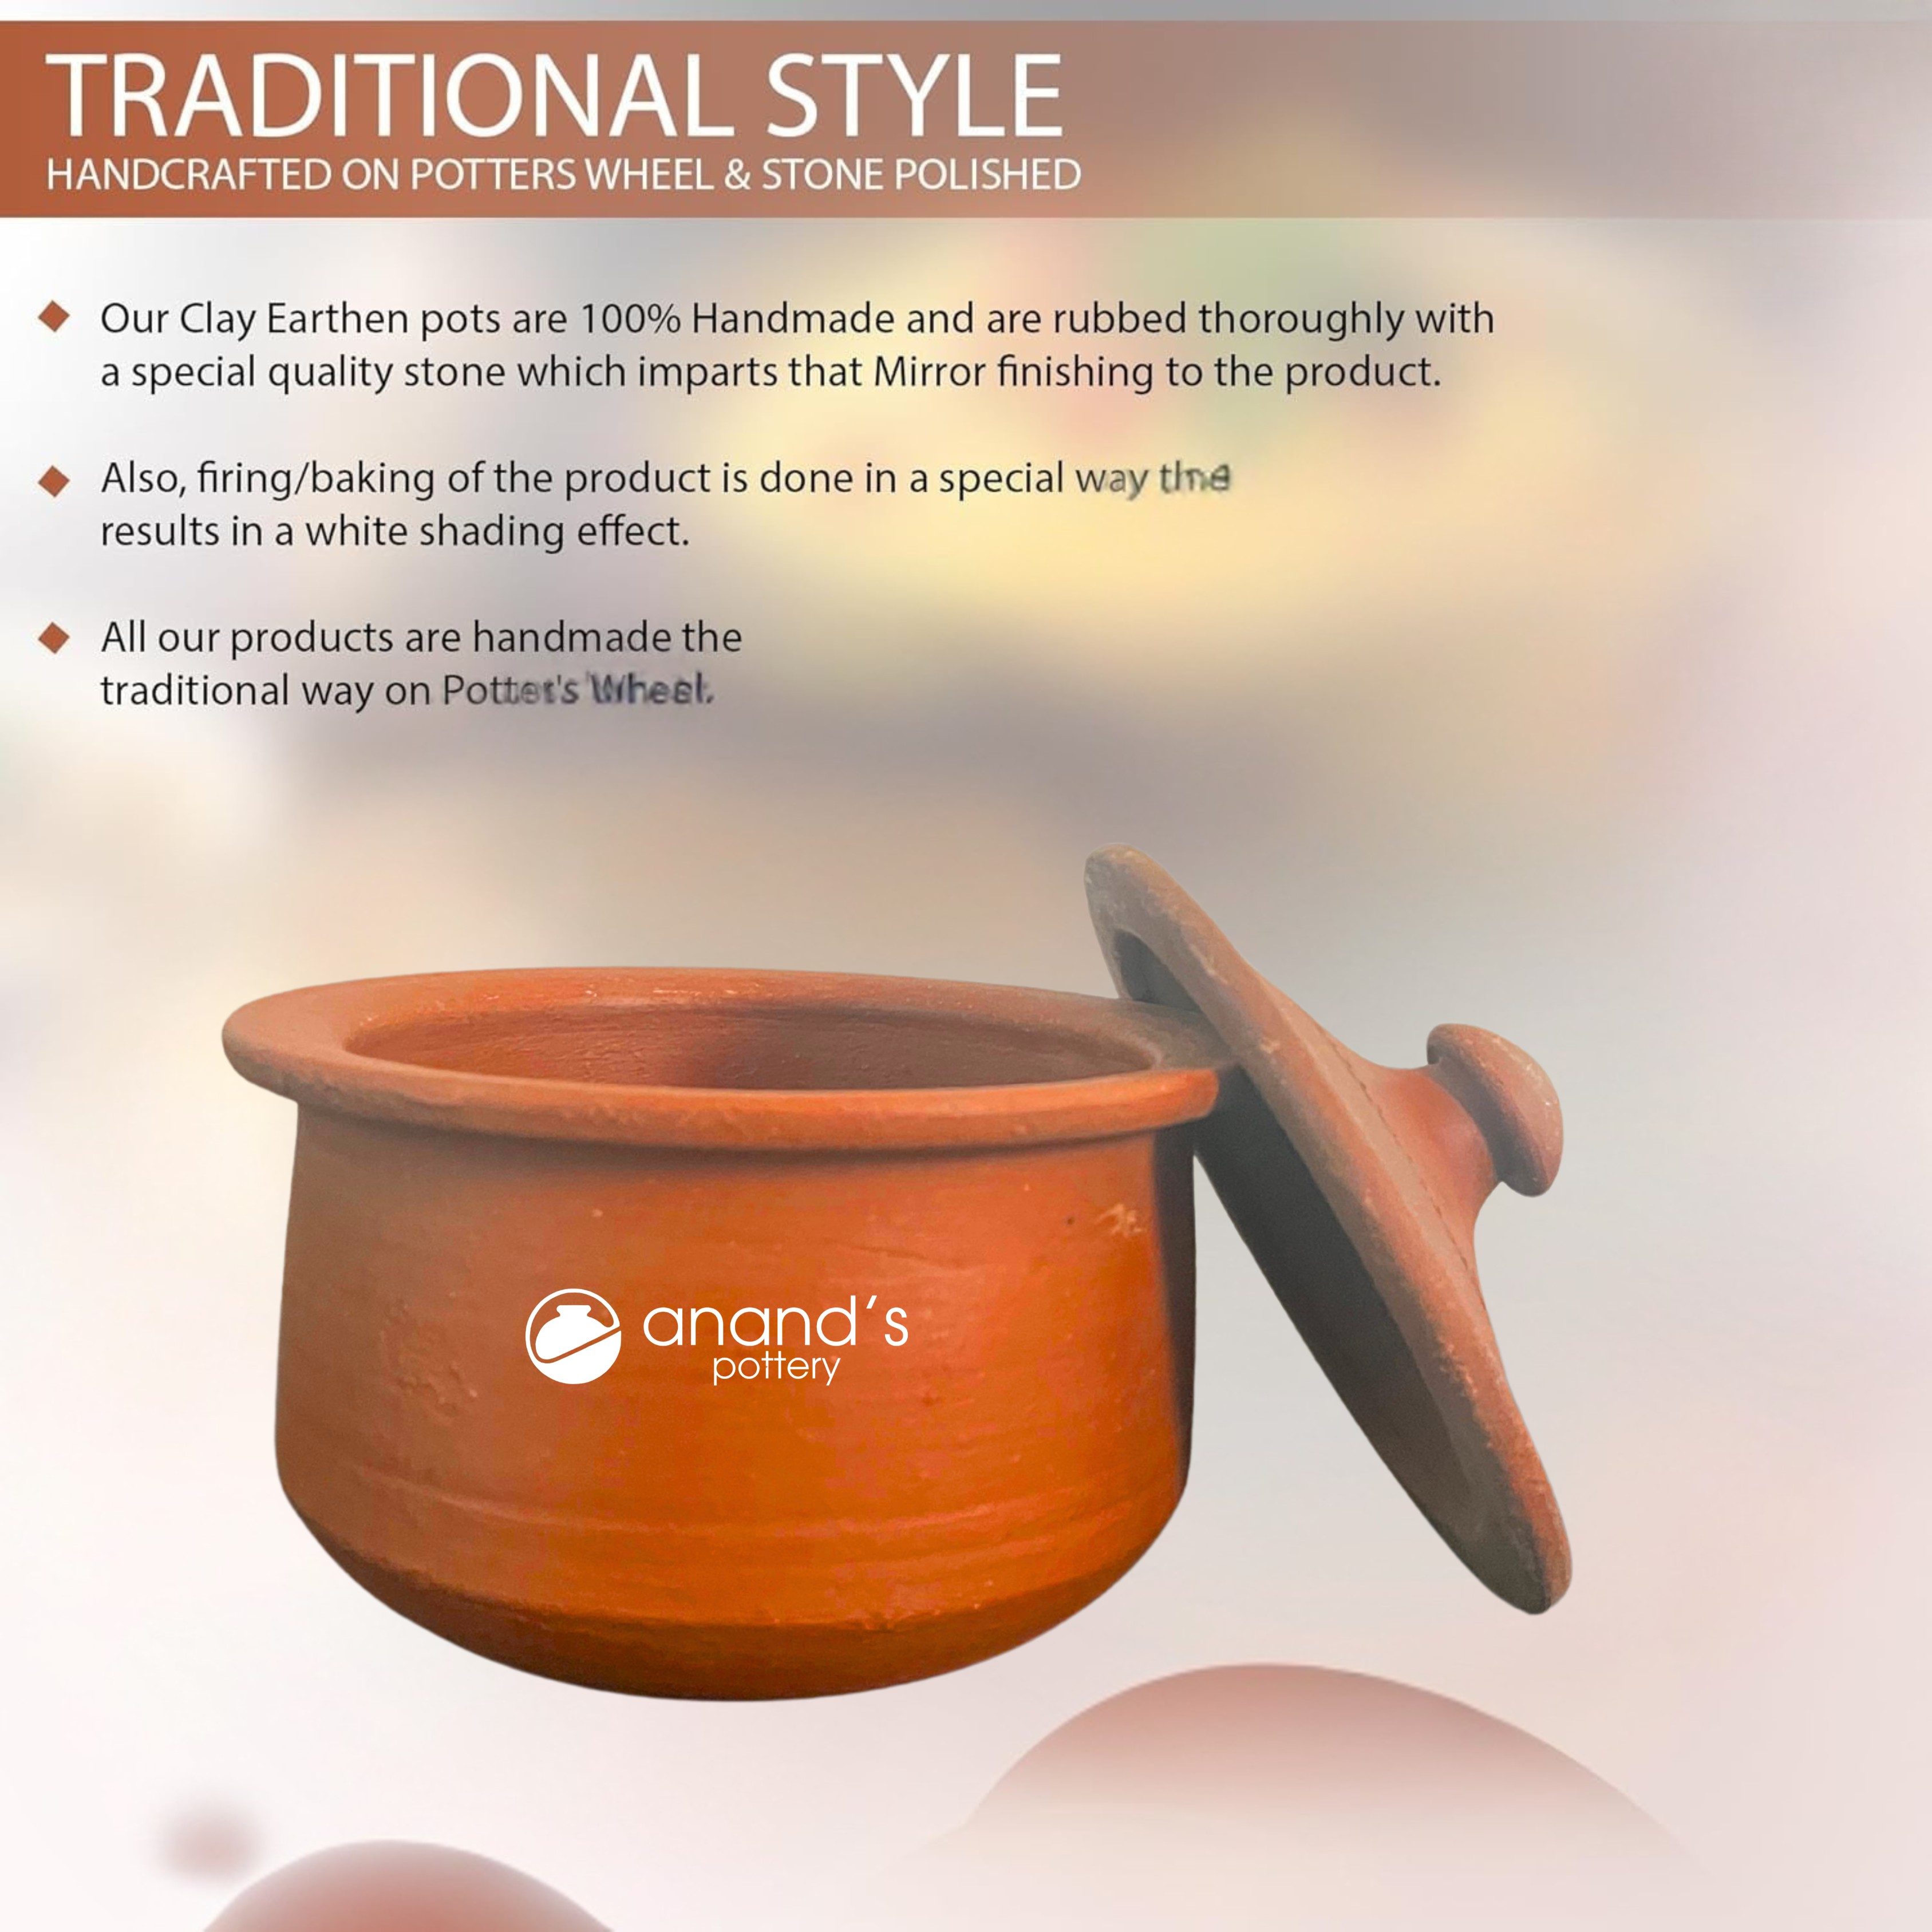 TRADITIONAL STYLE
HANDCRAFTED ON POTTERS WHEEL & STONE POLISHED
Our Clay Earthen pots are 100% Handmade and are rubbed thoroughly with
a special quality stone which imparts that Mirror finishing to the product.
Also, firing/baking of the product is done in a special way
results in a white shading effect.
All our products are handmade the
traditional way on Potter's Wheel.
anand's
pottery